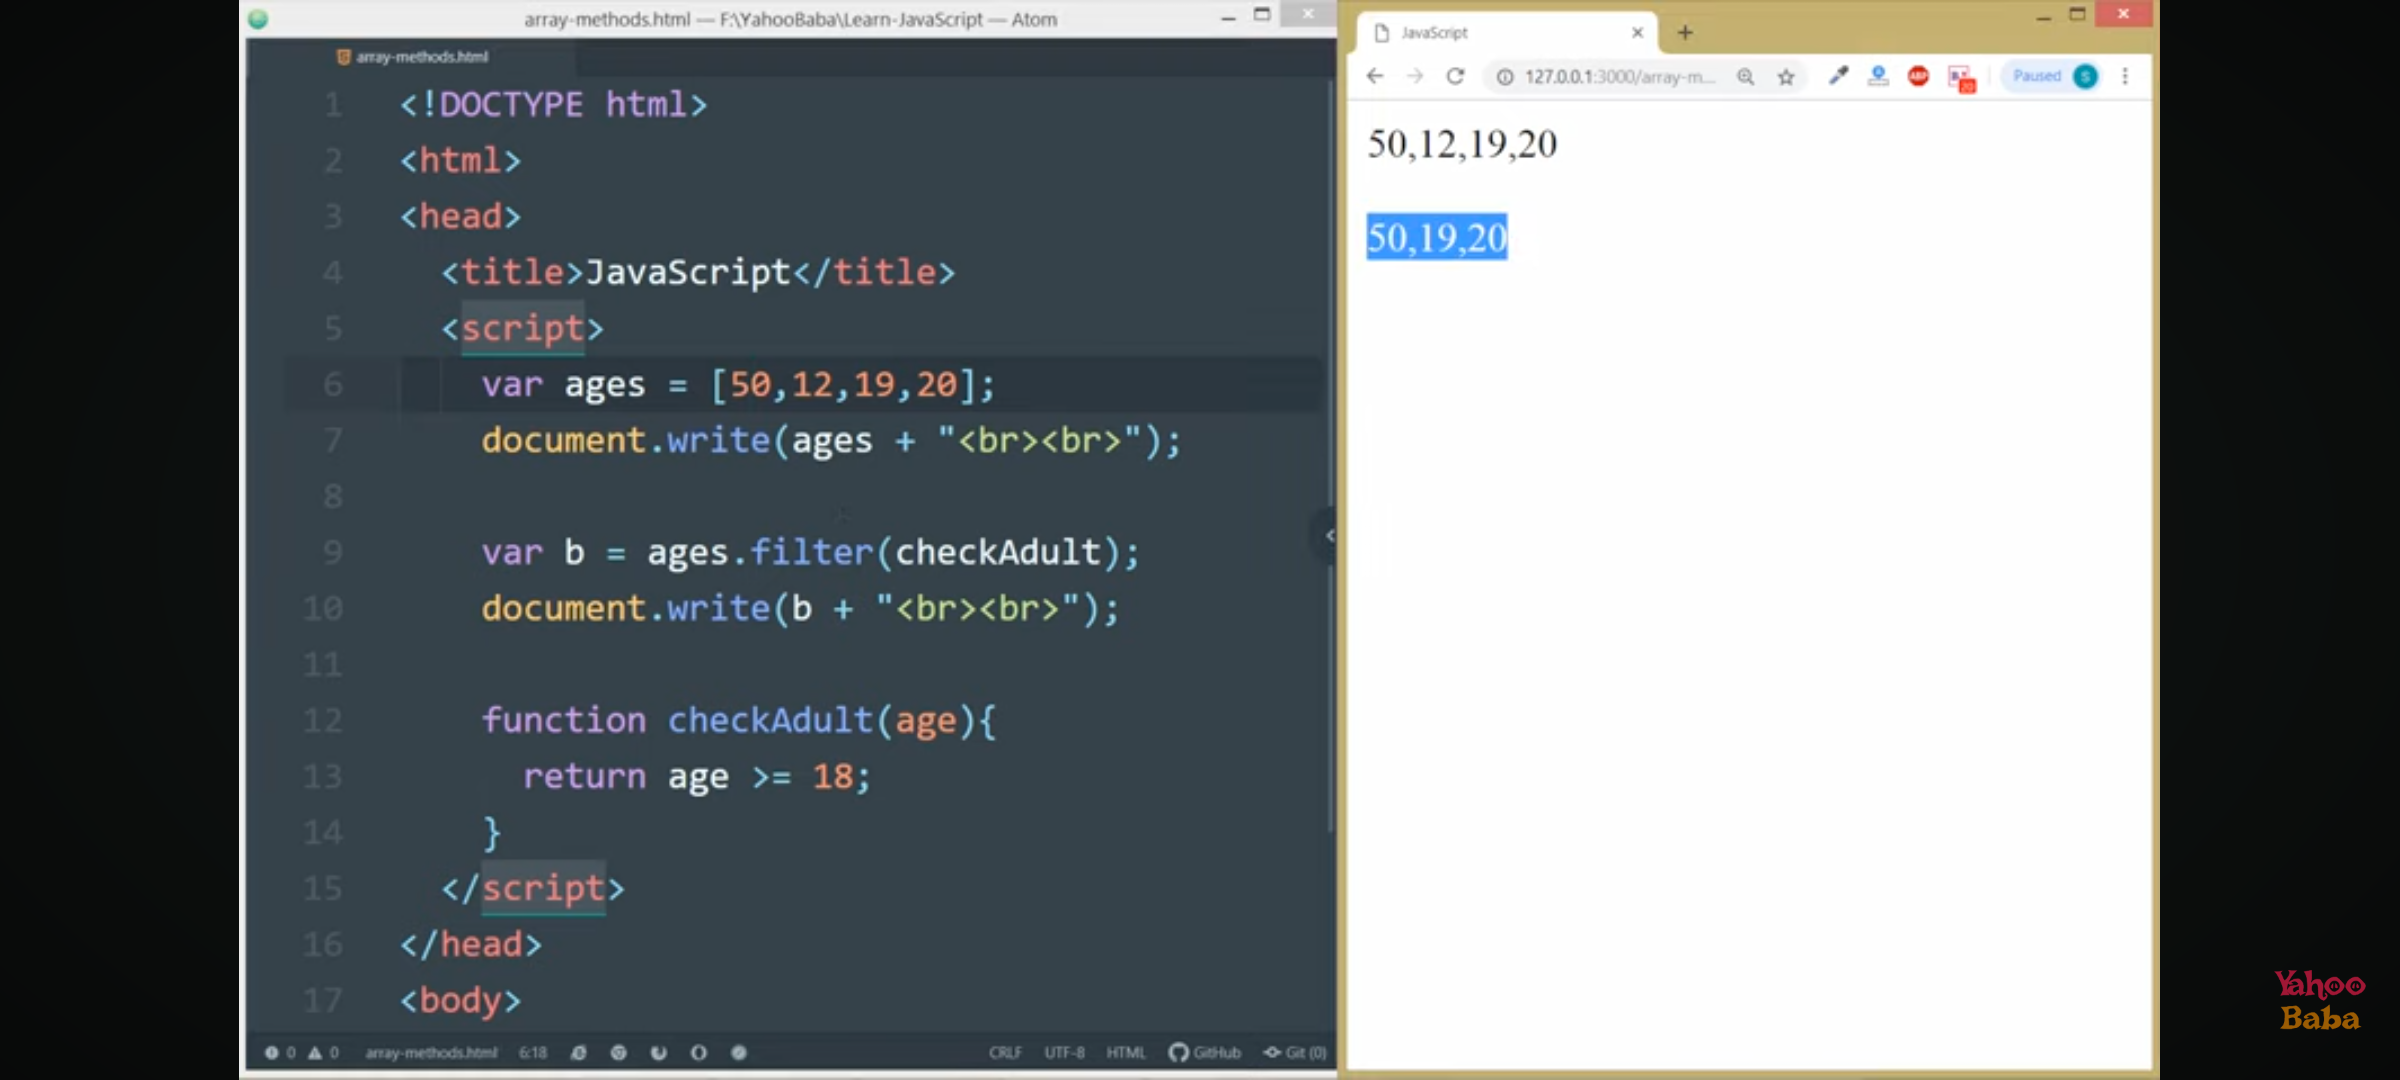 array-methods.html — F:\YahooBaba\Learn-JavaScript — Atom
array-methods.html
1 <!DOCTYPE html>
2 <html>
3 <head>
4 <title>JavaScript</title>
5 <script>
6 var ages = [50,12,19,20];
7 document.write(ages + "<br><br>");
8
9 var b = ages.filter(checkAdult);
10 document.write(b + "<br><br>");
11
12 function checkAdult(age){
13 return age >= 18;
14 }
15 </script>
16 </head>
17 <body>
0 0 array-methods.html 6:18 CRLF UTF-8 HTML GitHub Git (0)
JavaScript
127.0.0.1:3000/array-m... ABP 20 Paused S
50,12,19,20
50,19,20
Yahoo
Baba